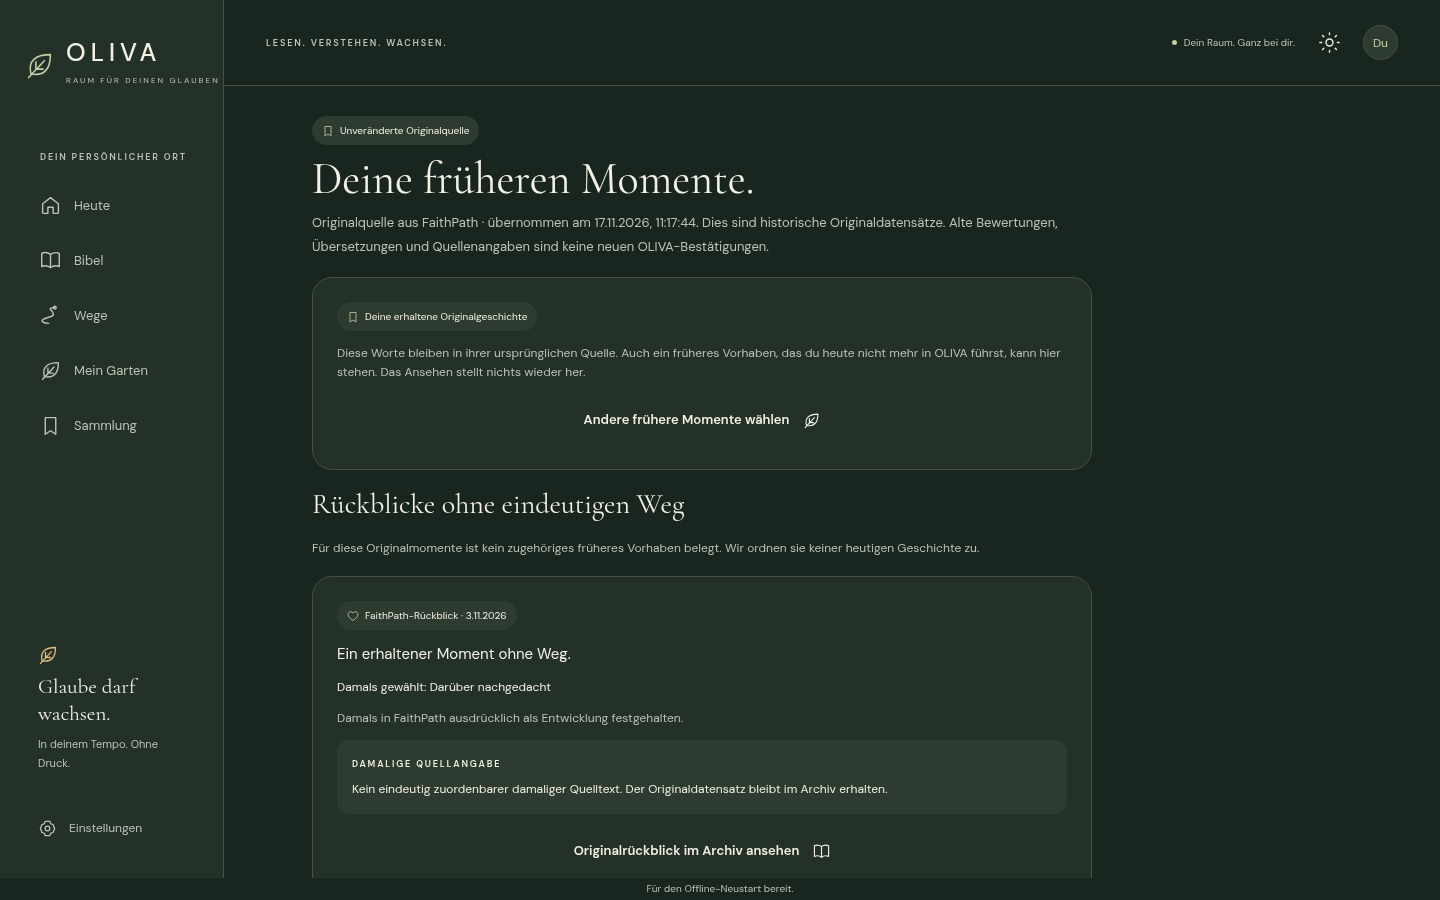 OLIVA
RAUM FÜR DEINEN GLAUBEN
DEIN PERSÖNLICHER ORT
Heute
Bibel
Wege
Mein Garten
Sammlung
Glaube darf
wachsen.
In deinem Tempo. Ohne
Druck.
Einstellungen
LESEN. VERSTEHEN. WACHSEN.
Dein Raum. Ganz bei dir.
Du
Unveränderte Originalquelle
Deine früheren Momente.
Originalquelle aus FaithPath · übernommen am 17.11.2026, 11:17:44. Dies sind historische Originaldatensätze. Alte Bewertungen,
Übersetzungen und Quellenangaben sind keine neuen OLIVA-Bestätigungen.
Deine erhaltene Originalgeschichte
Diese Worte bleiben in ihrer ursprünglichen Quelle. Auch ein früheres Vorhaben, das du heute nicht mehr in OLIVA führst, kann hier
stehen. Das Ansehen stellt nichts wieder her.
Andere frühere Momente wählen
Rückblicke ohne eindeutigen Weg
Für diese Originalmomente ist kein zugehöriges früheres Vorhaben belegt. Wir ordnen sie keiner heutigen Geschichte zu.
FaithPath-Rückblick · 3.11.2026
Ein erhaltener Moment ohne Weg.
Damals gewählt: Darüber nachgedacht
Damals in FaithPath ausdrücklich als Entwicklung festgehalten.
DAMALIGE QUELLANGABE
Kein eindeutig zuordenbarer damaliger Quelltext. Der Originaldatensatz bleibt im Archiv erhalten.
Originalrückblick im Archiv ansehen
Für den Offline-Neustart bereit.